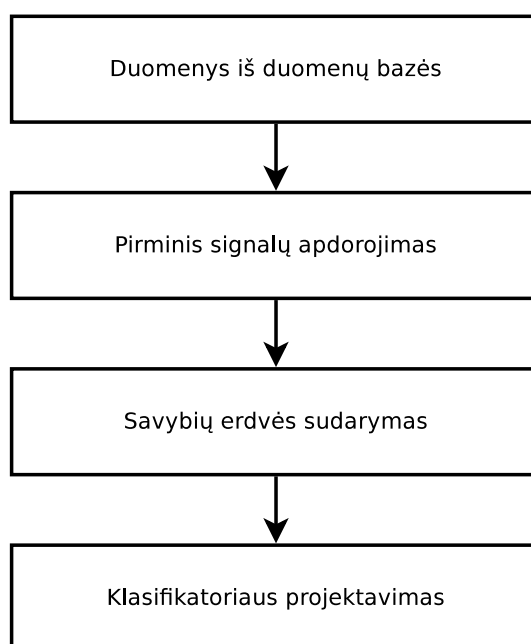 Duomenys iš duomenų bazės
Pirminis signalų apdorojimas
Savybių erdvės sudarymas
Klasifikatoriaus projektavimas